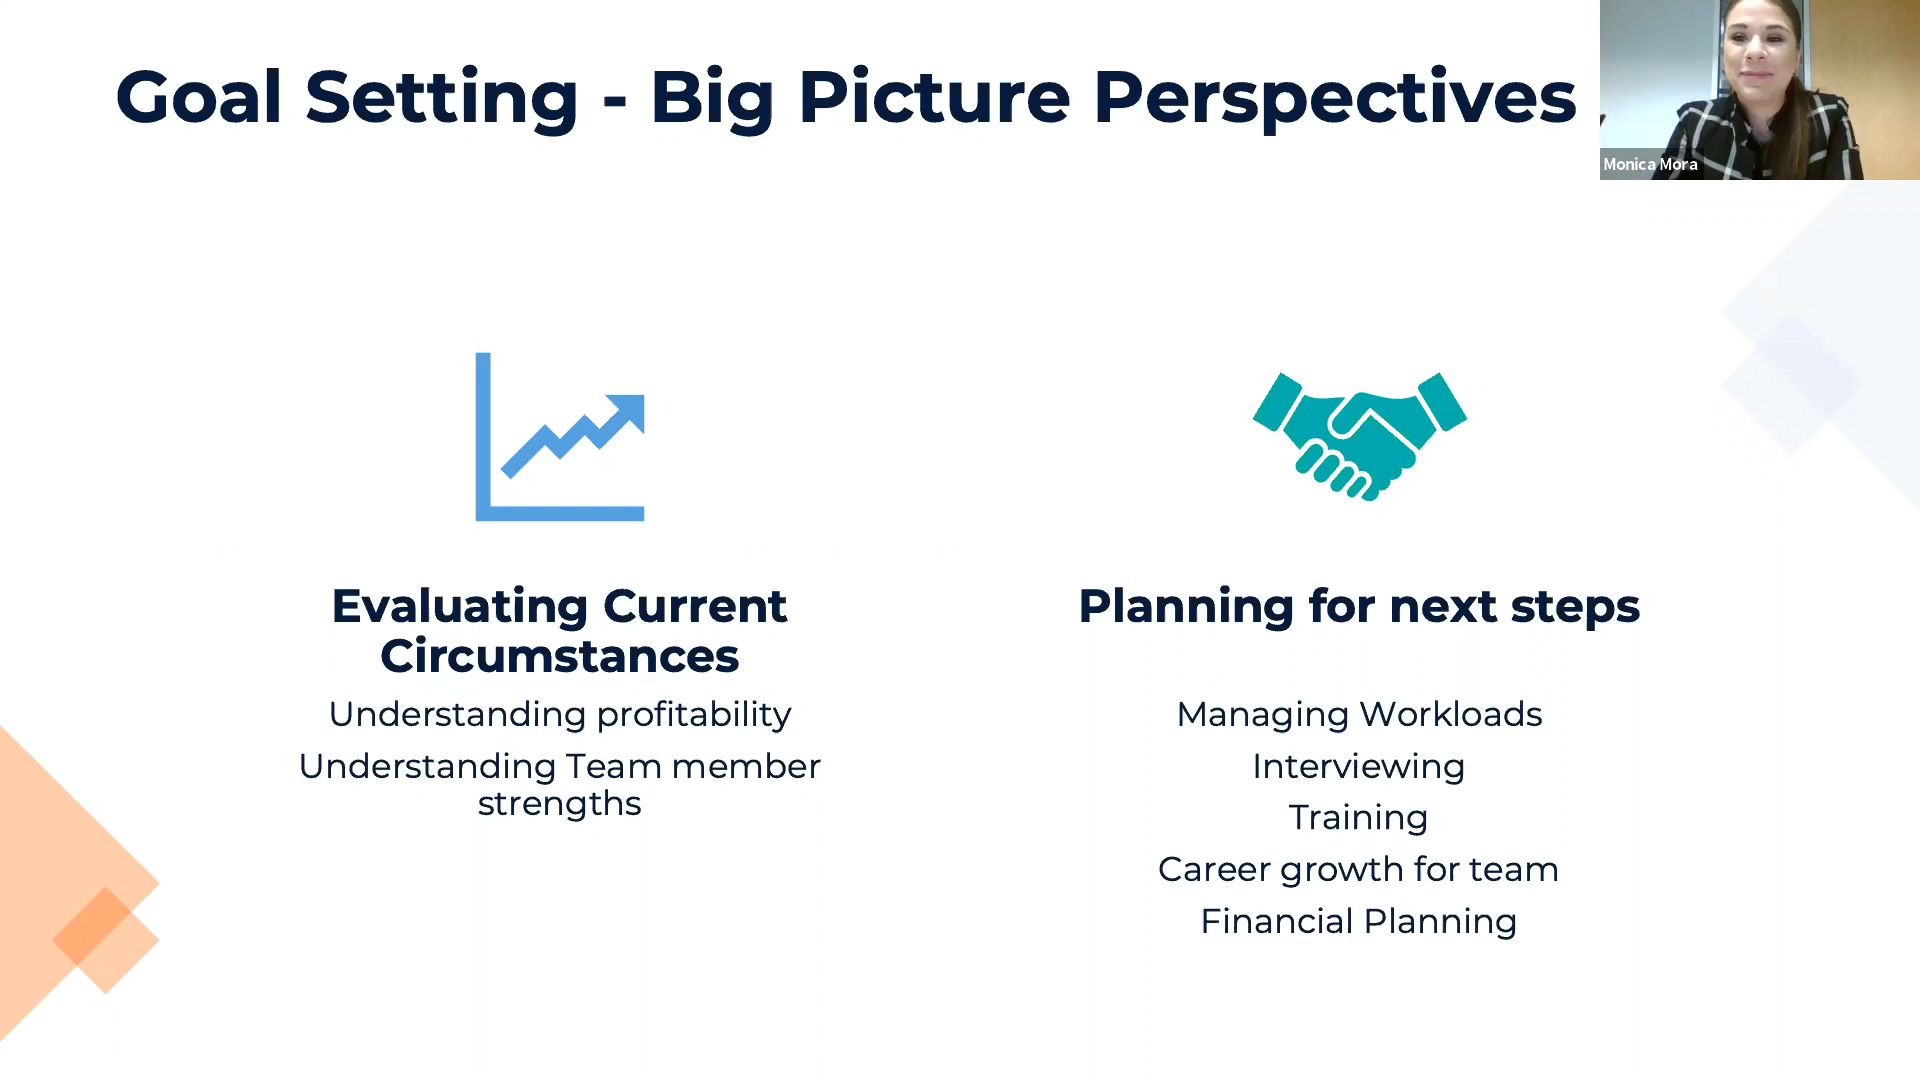 Goal Setting - Big Picture Perspectives
Monica Mora
Evaluating Current
Circumstances
Understanding profitability
Understanding Team member
strengths
Planning for next steps
Managing Workloads
Interviewing
Training
Career growth for team
Financial Planning